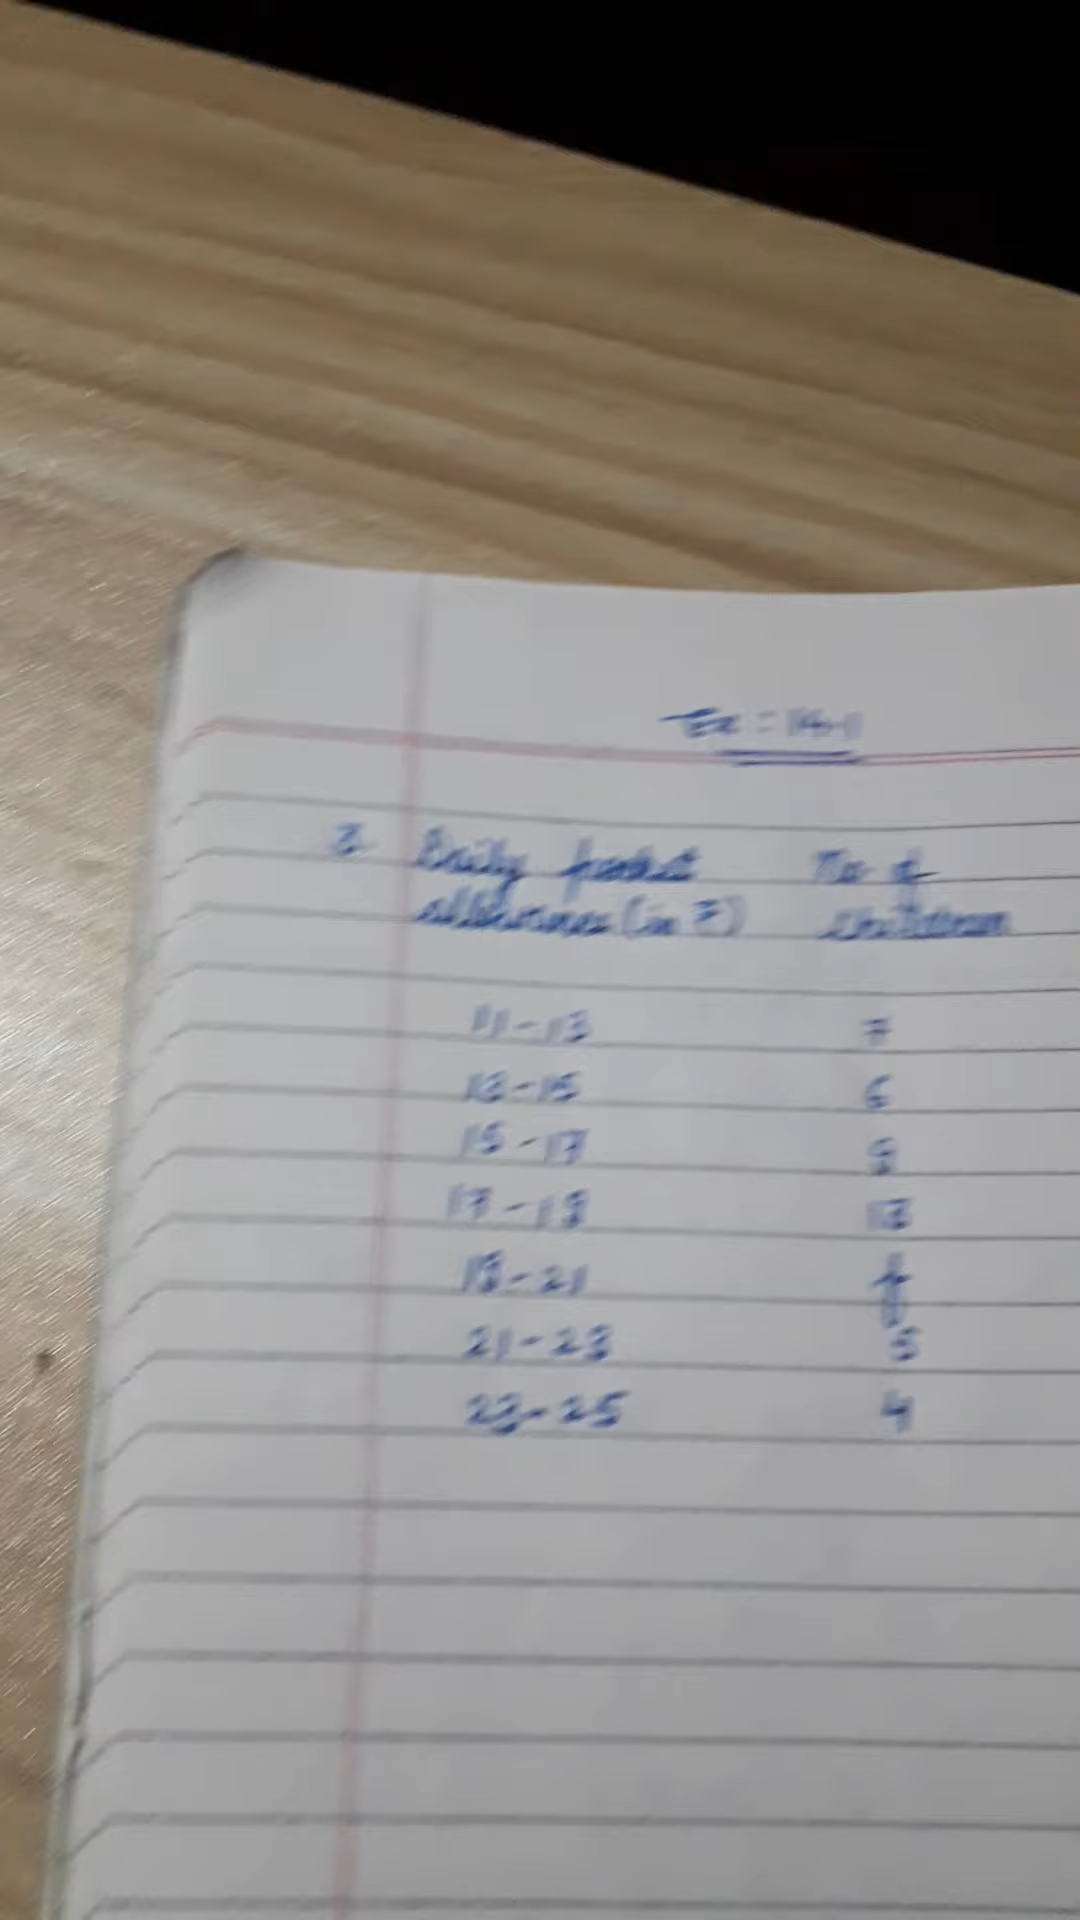 Ex = 14.1
3. Daily pocket No of
allowance (in ₹) children
11-13 7
13-15 6
15-17 9
17-19 13
19-21 f
21-23 5
23-25 4